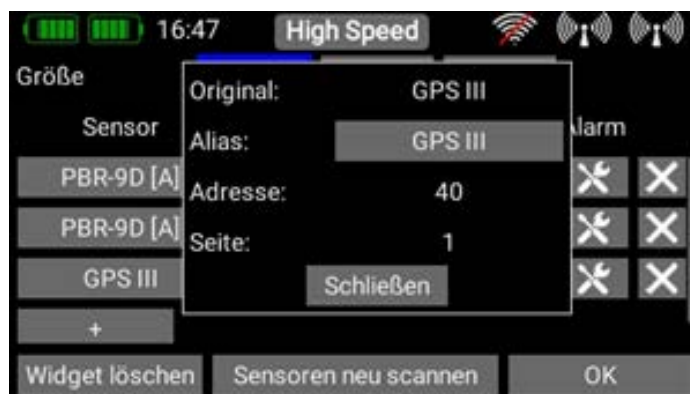 16:47 High Speed
Größe
Original: GPS III
Sensor
Alias: GPS III
Alarm
PBR-9D [A]
Adresse: 40
PBR-9D [A]
Seite: 1
GPS III
Schließen
+
Widget löschen Sensoren neu scannen OK